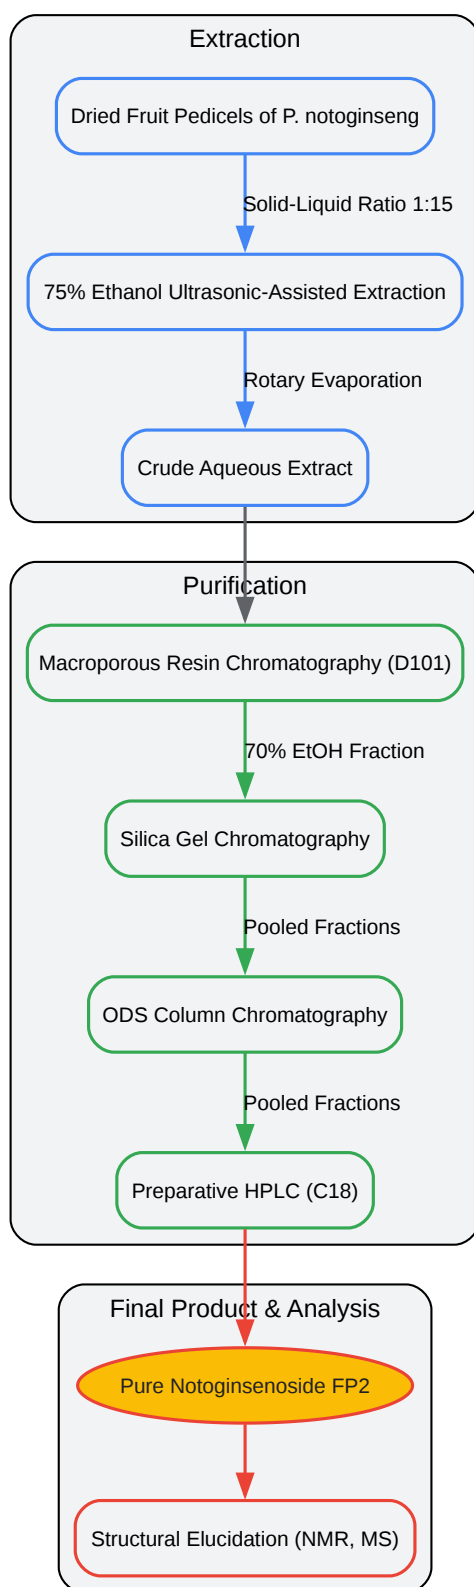 Extraction
Dried Fruit Pedicels of P. notoginseng
Solid-Liquid Ratio 1:15
75% Ethanol Ultrasonic-Assisted Extraction
Rotary Evaporation
Crude Aqueous Extract
Purification
Macroporous Resin Chromatography (D101)
70% EtOH Fraction
Silica Gel Chromatography
Pooled Fractions
ODS Column Chromatography
Pooled Fractions
Preparative HPLC (C18)
Final Product & Analysis
Pure Notoginsenoside FP2
Structural Elucidation (NMR, MS)